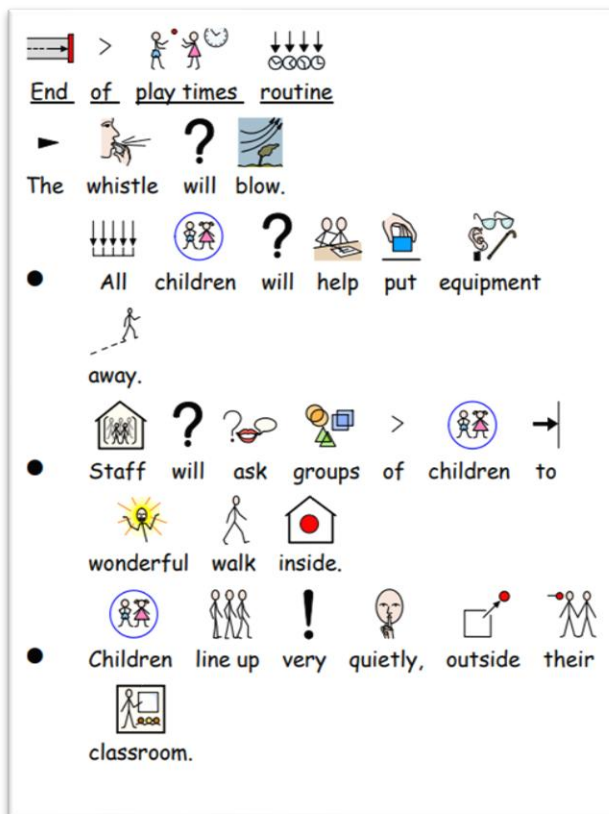 End of play times routine
The whistle will blow.
● All children will help put equipment
away.
● Staff will ask groups of children to
wonderful walk inside.
● Children line up very quietly, outside their
classroom.